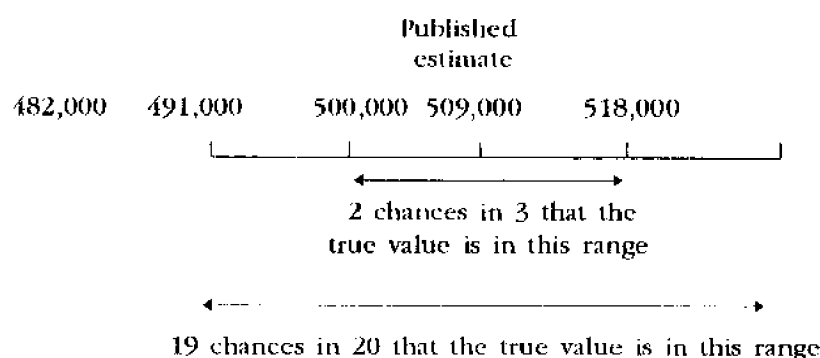 Published
estimate
482,000 491,000 500,000 509,000 518,000
2 chances in 3 that the
true value is in this range
19 chances in 20 that the true value is in this range